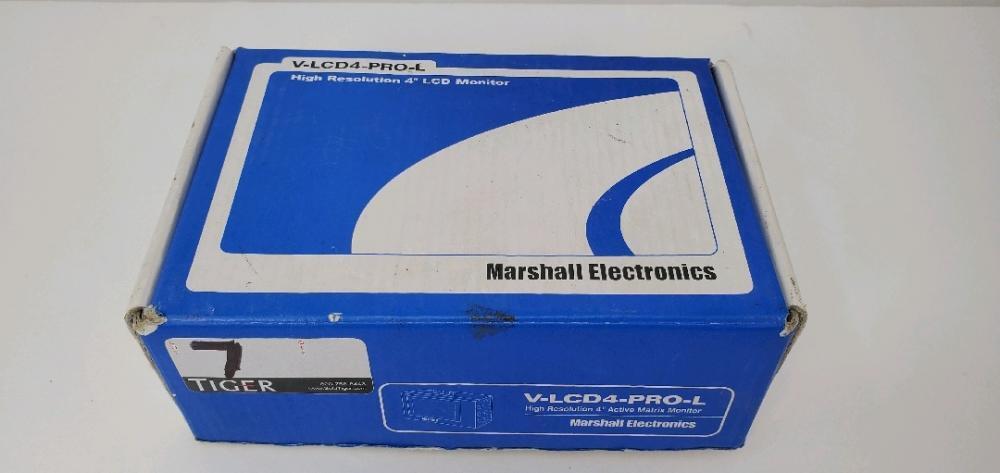 V-LCD4-PRO-L
High Resolution 4" LCD Monitor
Marshall Electronics
7
TIGER
V-LCD4-PRO-L
High Resolution 4" Active Matrix Monitor
Marshall Electronics